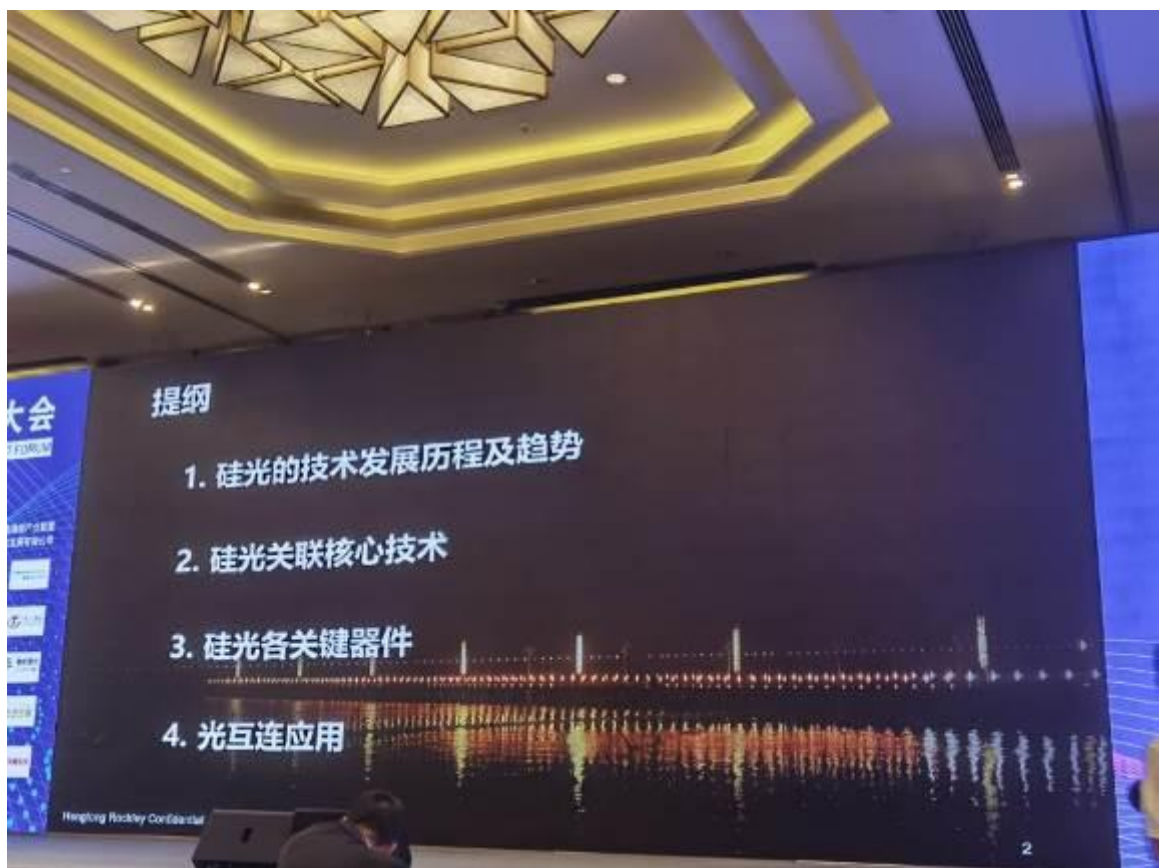 大会
FORUM
提纲
1. 硅光的技术发展历程及趋势
2. 硅光关联核心技术
3. 硅光各关键器件
4. 光互连应用
Hengtong Rockley Confidential
2